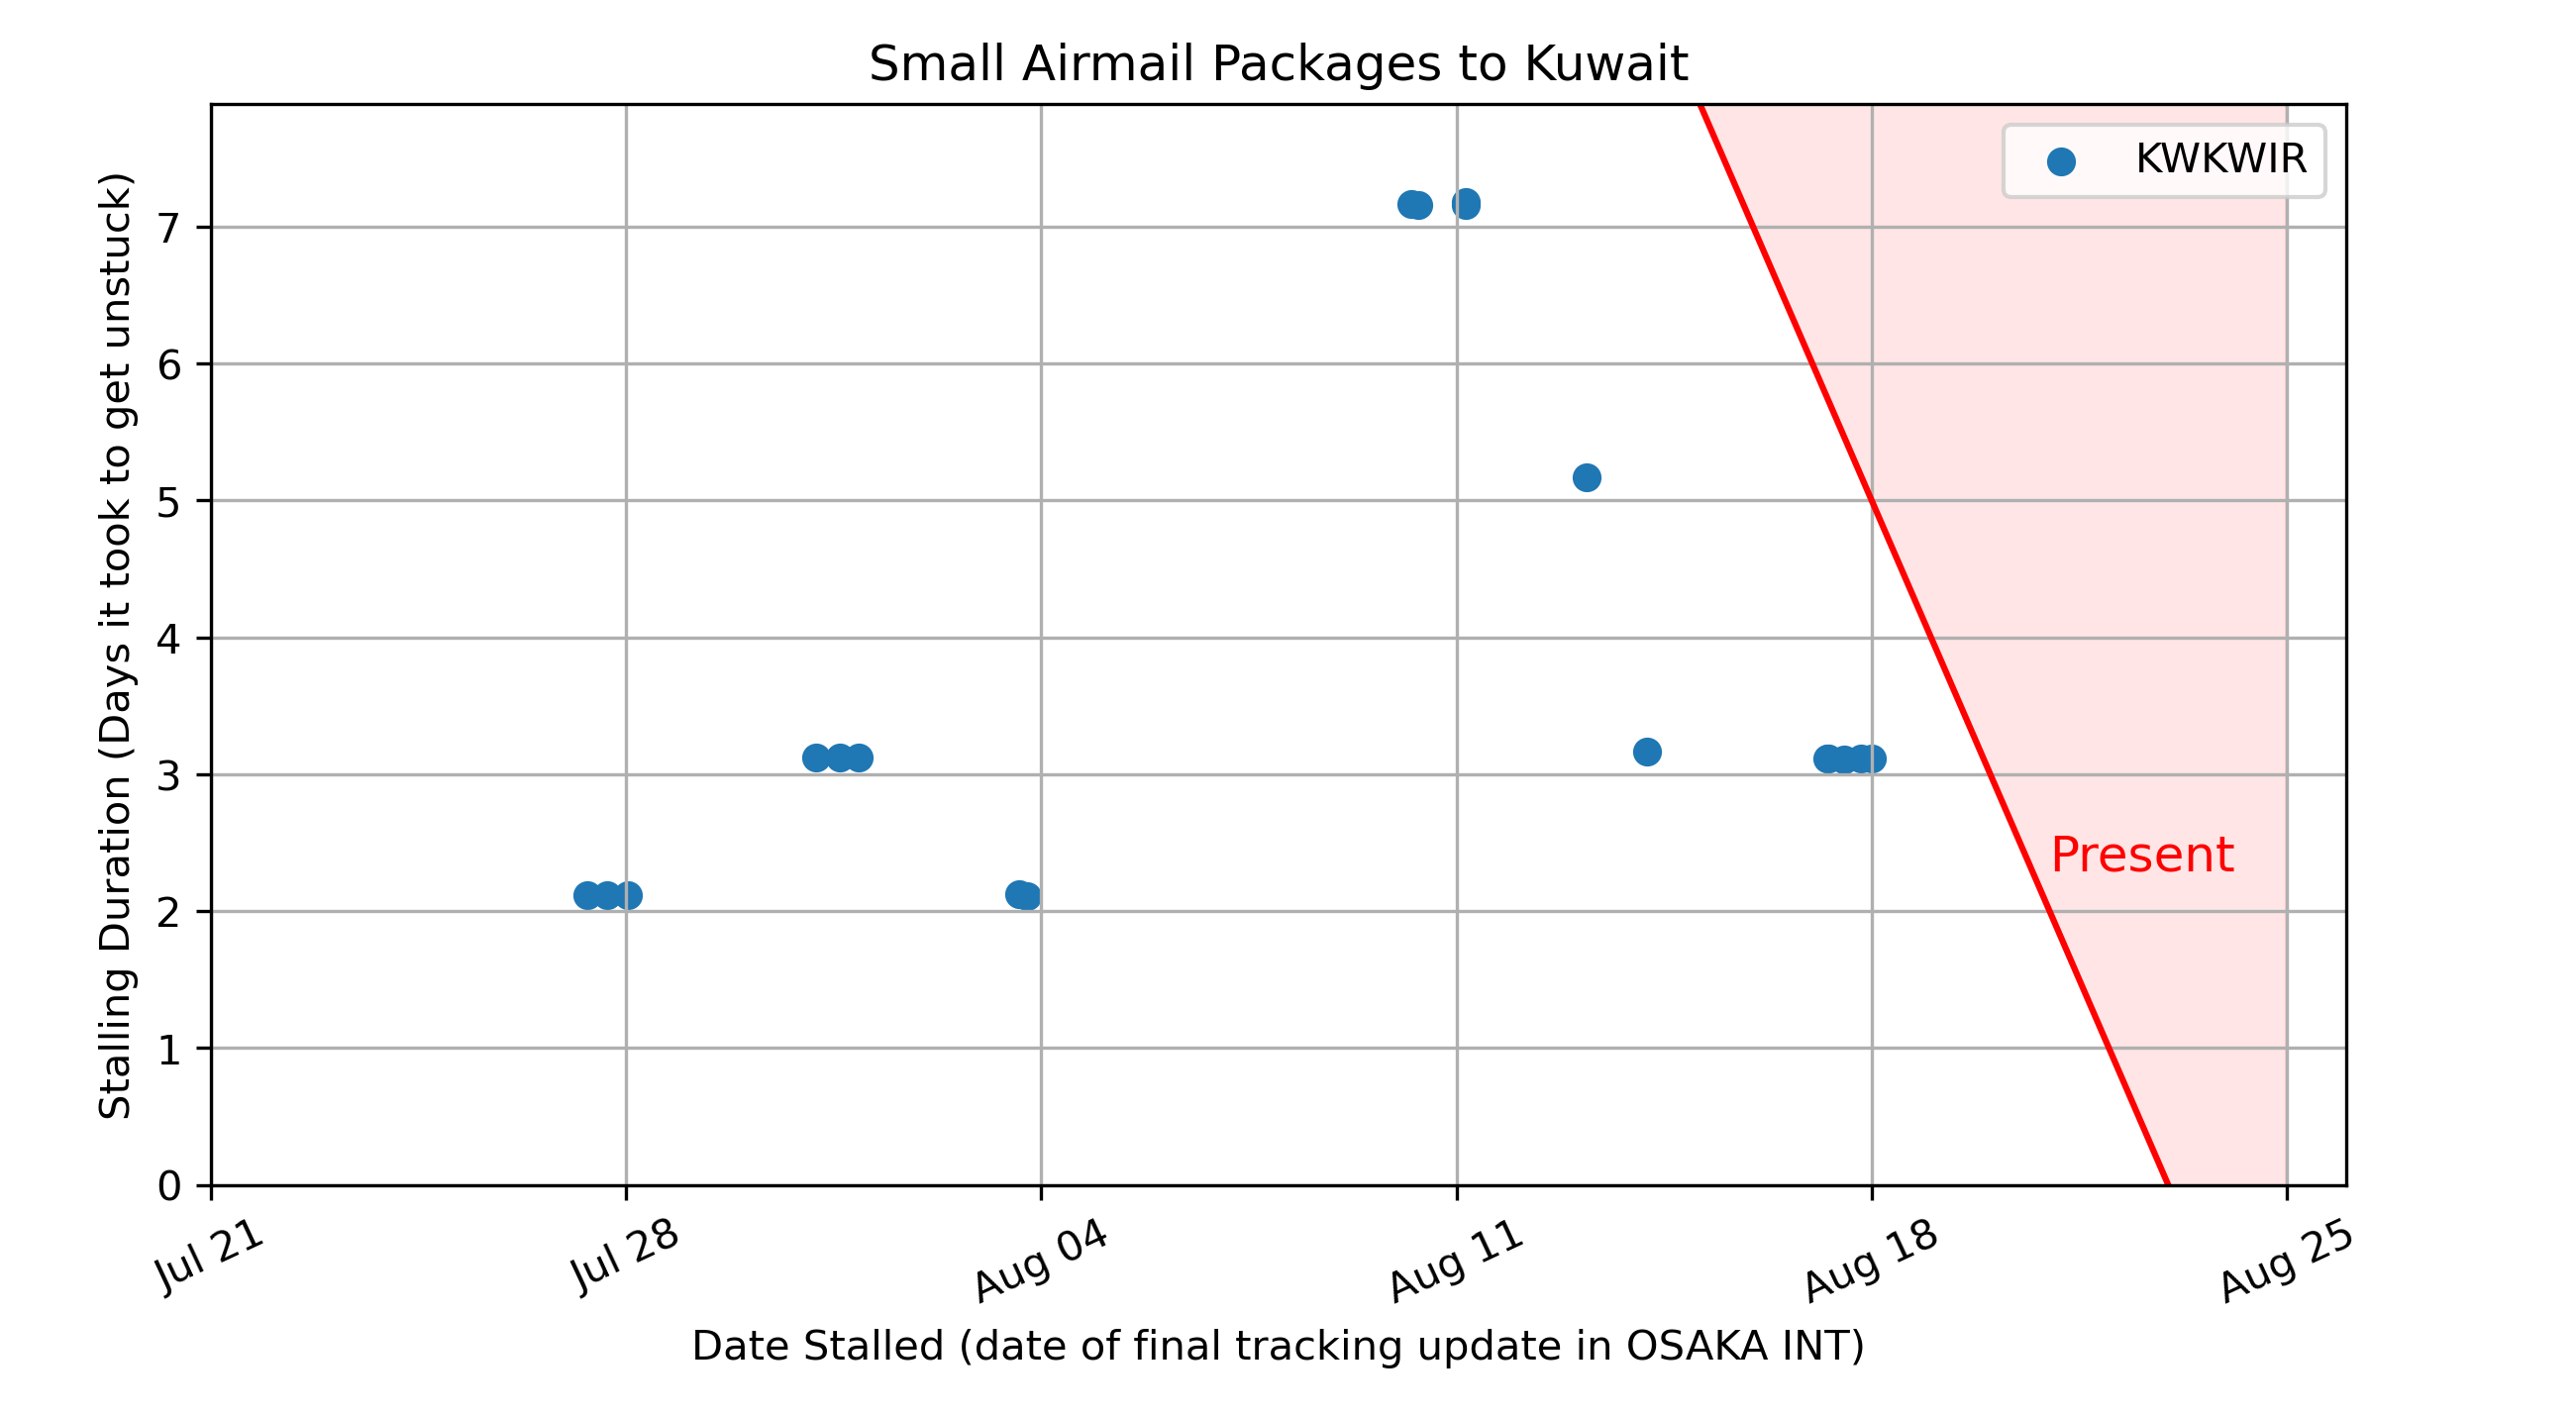 Small Airmail Packages to Kuwait
KWKWIR
Stalling Duration (Days it took to get unstuck)
7
6
5
4
3
2
1
0
Present
Jul 21
Jul 28
Aug 04
Aug 11
Aug 18
Aug 25
Date Stalled (date of final tracking update in OSAKA INT)